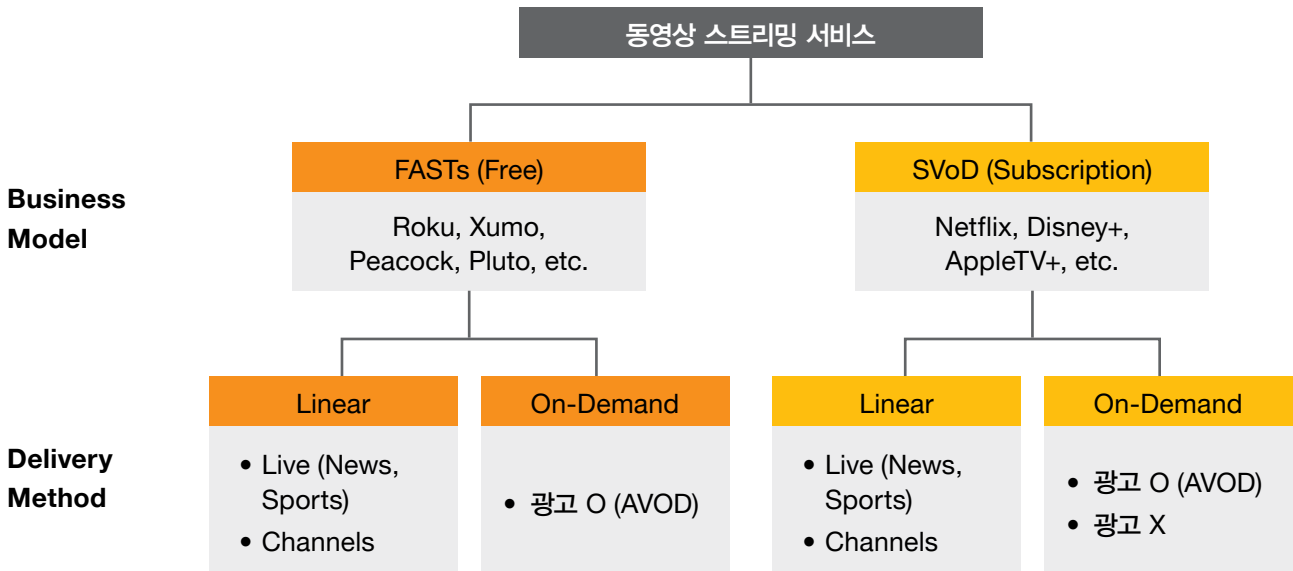 동영상 스트리밍 서비스
Business
Model
FASTs (Free)
Roku, Xumo,
Peacock, Pluto, etc.
SVoD (Subscription)
Netflix, Disney+,
AppleTV+, etc.
Delivery
Method
Linear
• Live (News,
Sports)
• Channels
On-Demand
• 광고 O (AVOD)
Linear
• Live (News,
Sports)
• Channels
On-Demand
• 광고 O (AVOD)
• 광고 X